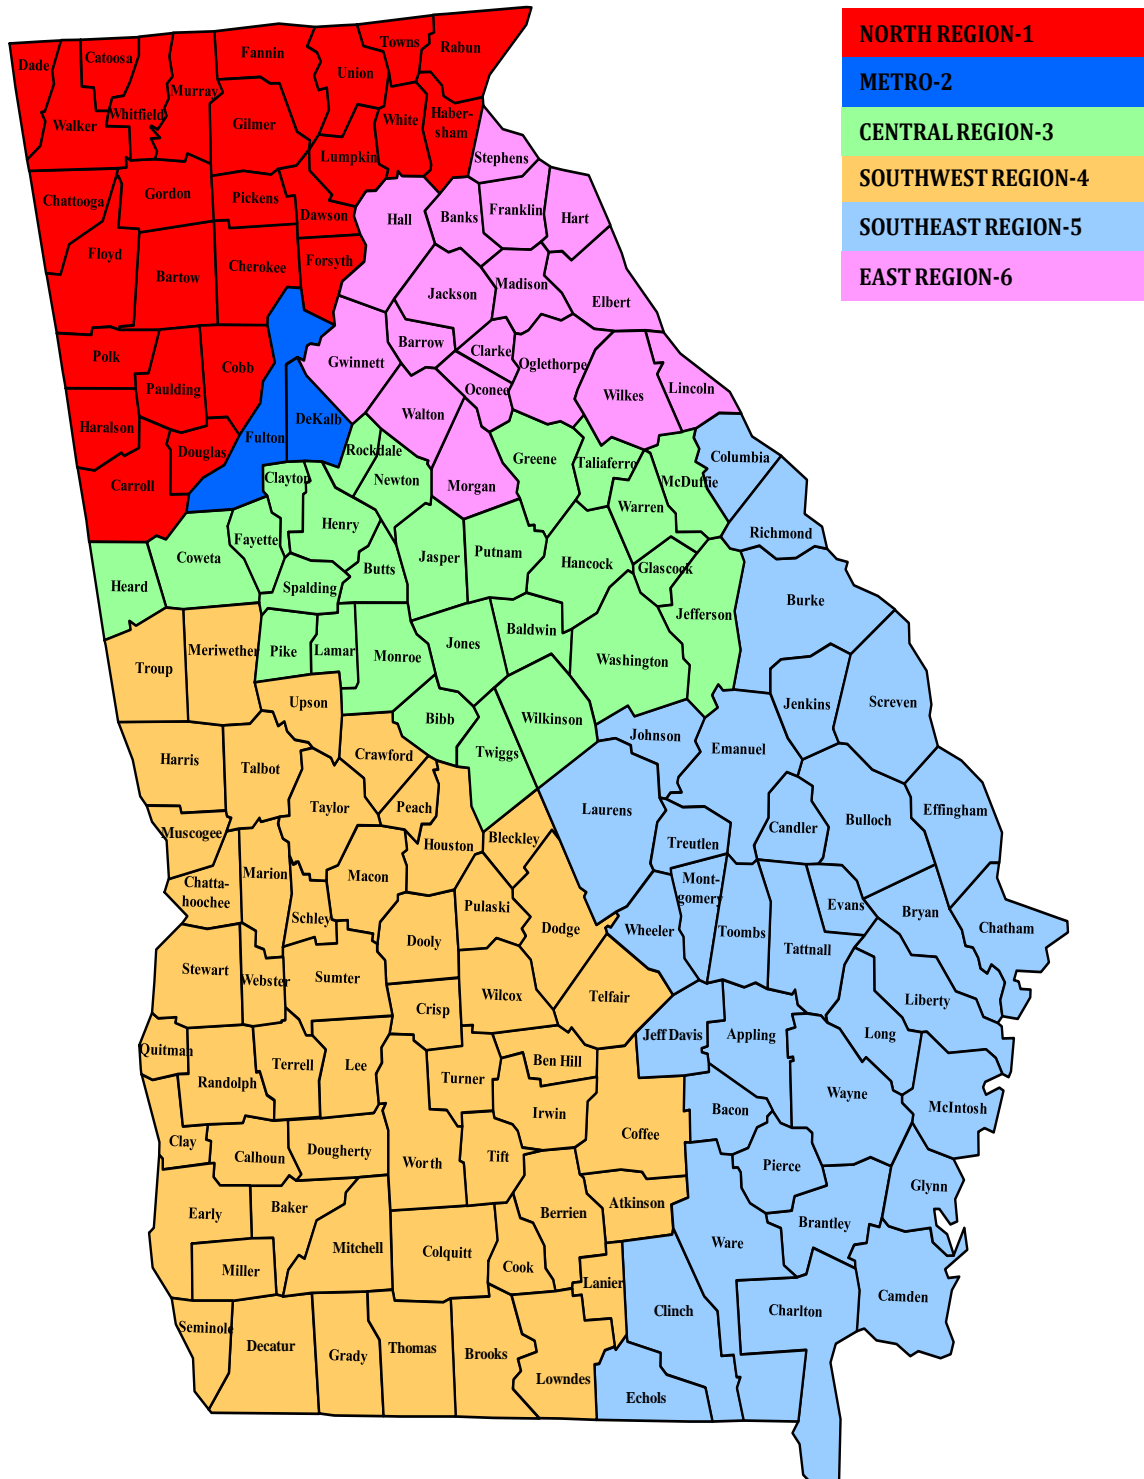 NORTH REGION-1
METRO-2
CENTRAL REGION-3
SOUTHWEST REGION-4
SOUTHEAST REGION-5
EAST REGION-6
Dade
Catoosa
Walker
Whitfield
Murray
Fannin
Gilmer
Union
Towns
Rabun
White
Haber-
sham
Lumpkin
Chattooga
Gordon
Pickens
Dawson
Floyd
Bartow
Cherokee
Forsyth
Polk
Paulding
Cobb
Haralson
Douglas
Carroll
Fulton
DeKalb
Stephens
Hall
Banks
Franklin
Hart
Jackson
Madison
Elbert
Gwinnett
Barrow
Clarke
Oglethorpe
Oconee
Wilkes
Lincoln
Walton
Morgan
Rockdale
Clayton
Newton
Greene
Taliaferro
McDuffie
Warren
Columbia
Richmond
Heard
Coweta
Fayette
Henry
Spalding
Butts
Jasper
Putnam
Hancock
Glascock
Jefferson
Burke
Pike
Lamar
Monroe
Jones
Baldwin
Washington
Troup
Meriwether
Upson
Bibb
Twiggs
Wilkinson
Johnson
Emanuel
Jenkins
Screven
Harris
Talbot
Crawford
Taylor
Peach
Houston
Bleckley
Laurens
Treutlen
Candler
Bulloch
Effingham
Muscogee
Marion
Macon
Chatta-
hoochee
Schley
Dooly
Pulaski
Dodge
Wheeler
Mont-
gomery
Toombs
Tattnall
Evans
Bryan
Chatham
Stewart
Webster
Sumter
Crisp
Wilcox
Telfair
Jeff Davis
Appling
Long
Liberty
Quitman
Randolph
Terrell
Lee
Turner
Ben Hill
Irwin
Coffee
Bacon
Wayne
McIntosh
Clay
Calhoun
Dougherty
Worth
Tift
Pierce
Glynn
Early
Baker
Mitchell
Miller
Colquitt
Cook
Berrien
Atkinson
Lanier
Ware
Brantley
Clinch
Charlton
Camden
Seminole
Decatur
Grady
Thomas
Brooks
Lowndes
Echols